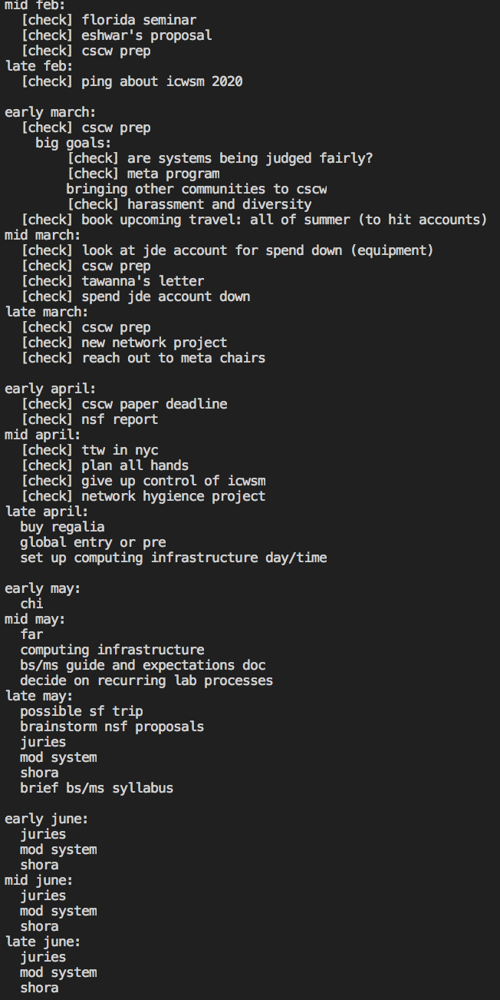 mid feb:
[check] florida seminar
[check] eshwar's proposal
[check] cscw prep
late feb:
[check] ping about icwsm 2020
early march:
[check] cscw prep
big goals:
[check] are systems being judged fairly?
[check] meta program
bringing other communities to cscw
[check] harassment and diversity
[check] book upcoming travel: all of summer (to hit accounts)
mid march:
[check] look at jde account for spend down (equipment)
[check] cscw prep
[check] tawanna's letter
[check] spend jde account down
late march:
[check] cscw prep
[check] new network project
[check] reach out to meta chairs
early april:
[check] cscw paper deadline
[check] nsf report
mid april:
[check] ttw in nyc
[check] plan all hands
[check] give up control of icwsm
[check] network hygience project
late april:
buy regalia
global entry or pre
set up computing infrastructure day/time
early may:
chi
mid may:
far
computing infrastructure
bs/ms guide and expectations doc
decide on recurring lab processes
late may:
possible sf trip
brainstorm nsf proposals
juries
mod system
shora
brief bs/ms syllabus
early june:
juries
mod system
shora
mid june:
juries
mod system
shora
late june:
juries
mod system
shora